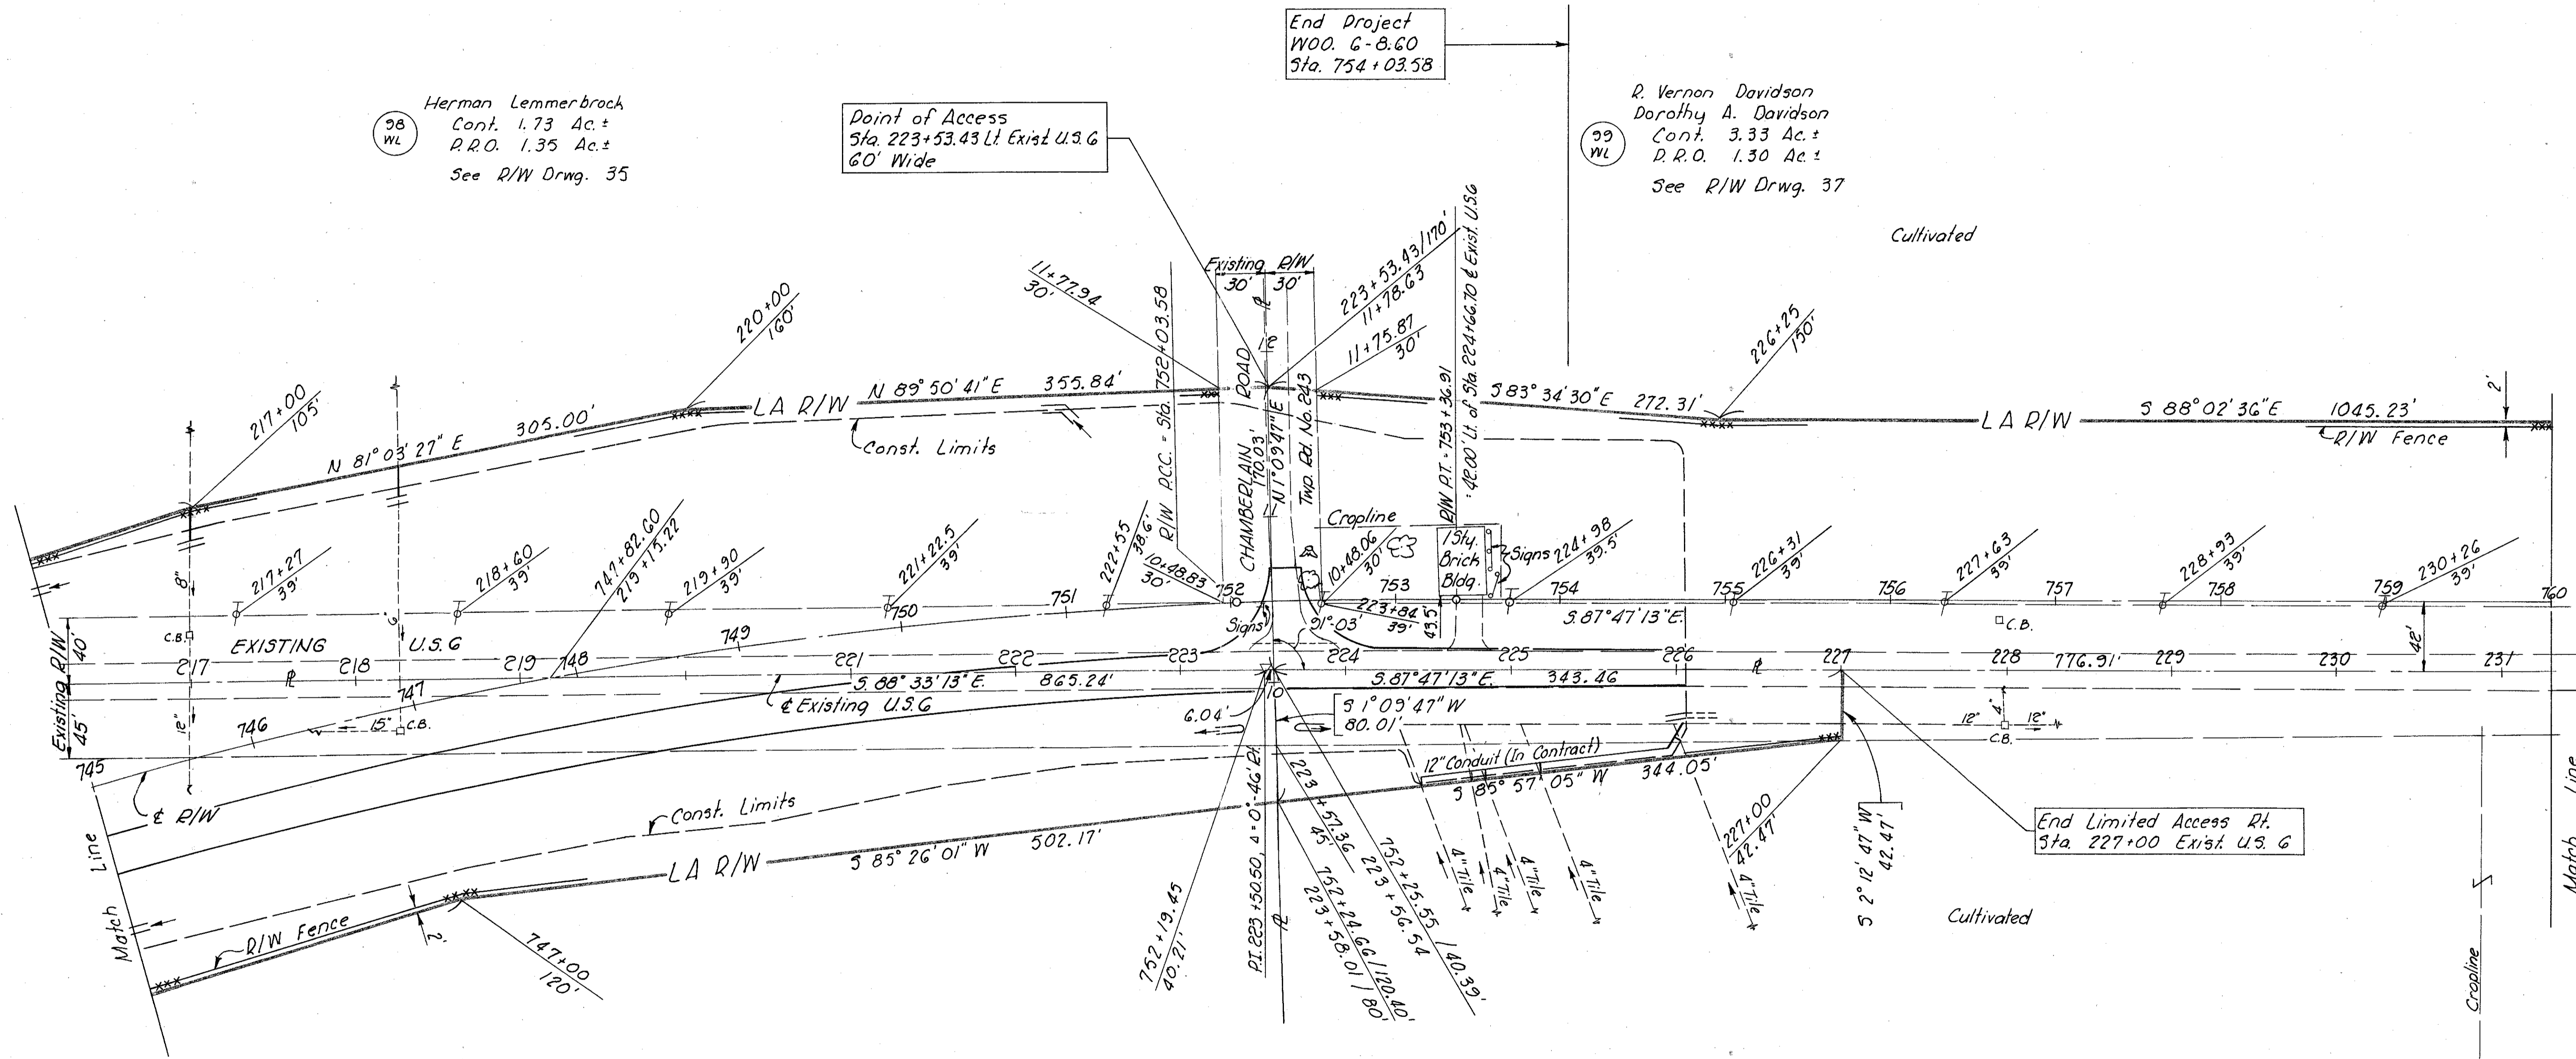 End Project
WOO. 6-8.60
Sta. 754+03.58
Herman Lemmerbrock
Cont. 1.73 Ac.±
P.R.O. 1.35 Ac.±
See R/W Drwg. 35
98
WL
Point of Access
Sta. 223+53.43 Lt. Exist U.S.6
60' Wide
R. Vernon Davidson
Dorothy A. Davidson
Cont. 3.33 Ac.±
P.R.O. 1.30 Ac.±
See R/W Drwg. 37
99
WL
Cultivated
Existing R/W
30'
30'
11+77.94
30'
223+53.43/170'
11+78.63
11+75.87
30'
220+00
160'
226+25
150'
217+00
105'
N 81° 03' 27" E 305.00'
LA R/W
N 89° 50' 41" E 355.84'
Const. Limits
R/W P.C.C. = Sta. 752+03.58
CHAMBERLAIN ROAD
170.03'
N 1° 09' 47" E
Twp. Rd. No. 243
12
11
R/W P.T. = 753+36.91
= 42.00' Lt. of Sta. 224+66.70 ℄ Exist. U.S.6
S 83° 34' 30" E 272.31'
LA R/W
S 88° 02' 36" E 1045.23'
R/W Fence
2'
217+27
39'
218+60
39'
747+82.60
219+15.22
219+90
39'
221+22.5
39'
222+55
38.6'
10+48.83
30'
Cropline
10+48.06
30'
1 Sty.
Brick
Bldg.
Signs
224+98
39.5'
226+31
39'
227+63
39'
228+93
39'
230+26
39'
8"
6"
752
753
754
755
756
757
758
759
760
751
750
749
748
747
746
745
Signs
223+84
39'
43.5'
91°-03'
S. 87° 47' 13" E.
C.B.
C.B.
42'
Existing R/W
40'
45'
EXISTING U.S.6
217
218
219
221
222
223
224
225
226
227
228
229
230
231
776.91'
S. 88° 33' 13" E. 865.24'
S. 87° 47' 13" E. 343.46
℄ Existing U.S.6
10
12"
15"
C.B.
6.04'
S 1° 09' 47" W
80.01'
12" Conduit (In Contract)
S 85° 57' 05" W 344.05'
4"
12"
12"
C.B.
℄ R/W
Const. Limits
LA R/W
S 85° 26' 01" W 502.17'
P.I. 223+50.50, Δ = 0°-46' Rt.
223+57.36
45'
752+25.55 / 40.39'
223+56.54
752+24.66/120.40'
223+58.01 / 80'
752+19.45
40.21'
4" Tile
4" Tile
4" Tile
4" Tile
4" Tile
227+00
42.47'
S 2° 12' 47" W
42.47'
End Limited Access Rt.
Sta. 227+00 Exist. U.S. 6
Match Line
R/W Fence
2'
747+00
120'
Cultivated
Cropline
Match Line